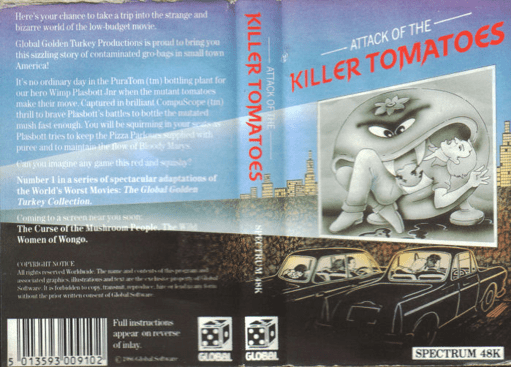 Here's your chance to take a trip into the strange and
bizarre world of the low-budget movie.
Global Golden Turkey Productions is proud to bring you
this sizzling story of contaminated gro-bags in small town
America!
It's no ordinary day in the PuraTom (tm) bottling plant for
our hero Wimp Plasbott Jnr when the mutant tomatoes
make their move. Captured in brilliant CompuScope (tm)
thrill to brave Plasbott's battles to bottle the mutated
mush fast enough. You will be squirming in your seats as
Plasbott tries to keep the Pizza Parlours supplied with
puree and to maintain the flow of Bloody Marys.
Can you imagine any game this red and squishy?
Number 1 in a series of spectacular adaptations of
the World's Worst Movies: The Global Golden
Turkey Collection.
Coming to a screen near you soon:
The Curse of the Mushroom People, The Wild
Women of Wongo.
COPYRIGHT NOTICE
All rights reserved Worldwide. The name and contents of this program and
associated graphics, illustrations and text are the exclusive property of Global
Software. It is forbidden to copy, transmit, reproduce, hire or lend in any form
without the prior written consent of Global Software.
5 013593 009102
Full instructions
appear on reverse
of inlay.
GLOBAL
© 1986 Global Software
ATTACK OF THE
KILLER TOMATOES
SPECTRUM 48K
GLOBAL
ATTACK OF THE
KILLER TOMATOES
SPECTRUM 48K